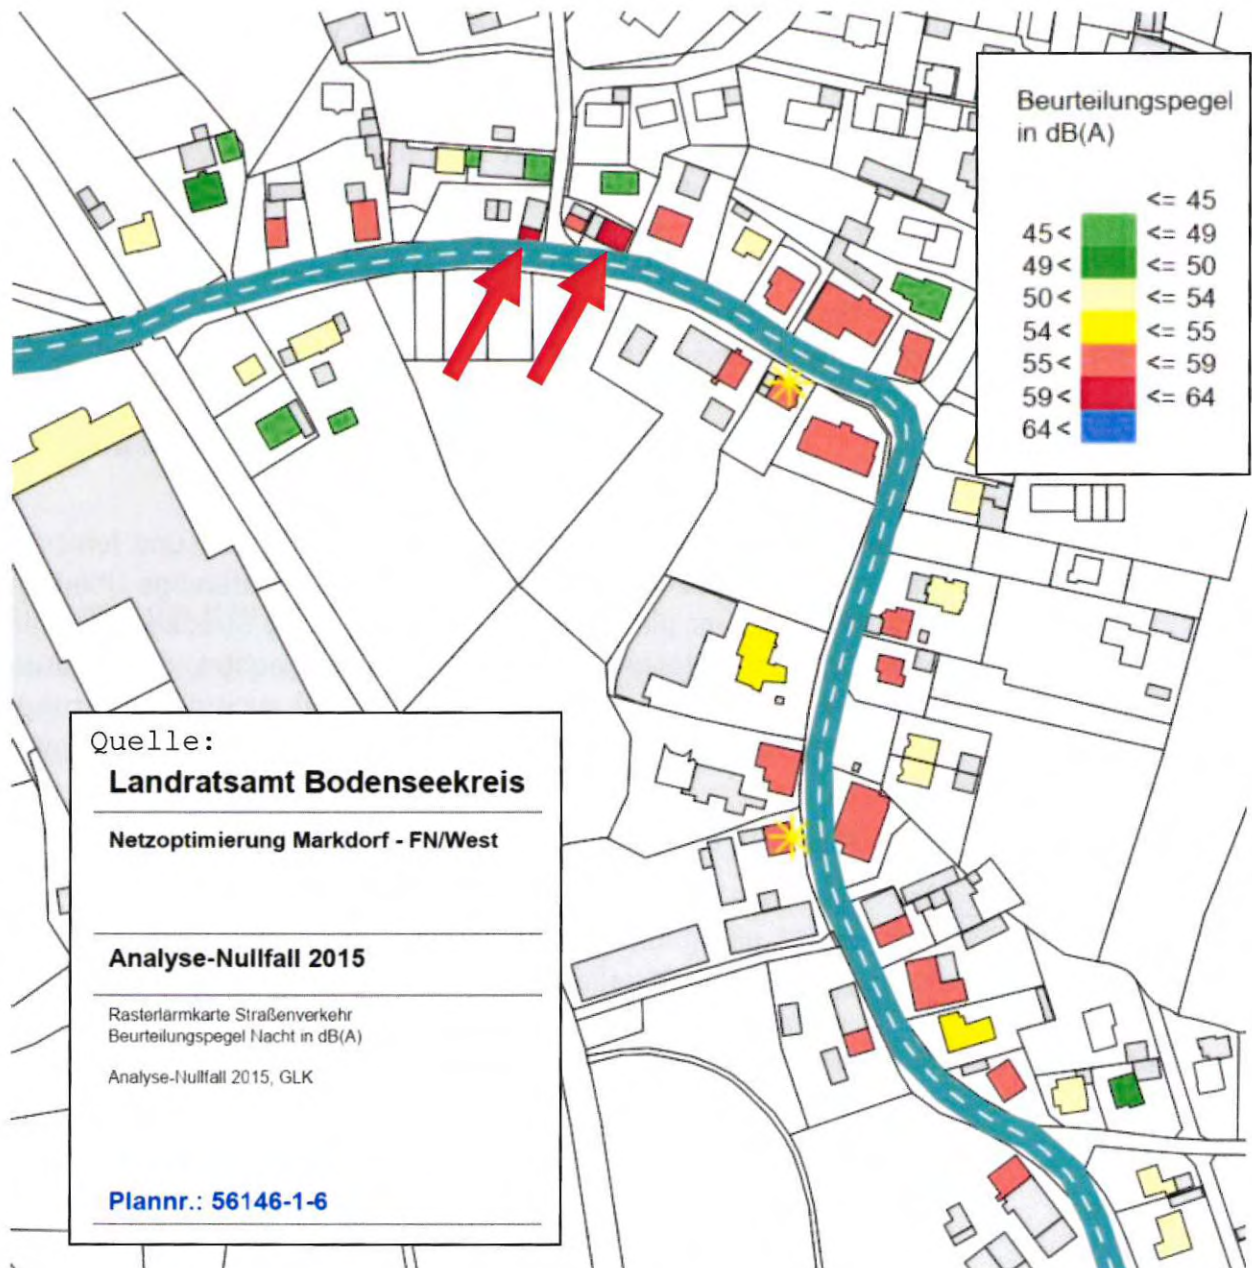 Beurteilungspegel
in dB(A)
<= 45
45 < <= 49
49 < <= 50
50 < <= 54
54 < <= 55
55 < <= 59
59 < <= 64
64 <
Quelle:
Landratsamt Bodenseekreis
Netzoptimierung Markdorf - FN/West
Analyse-Nullfall 2015
Rasterlärmkarte Straßenverkehr
Beurteilungspegel Nacht in dB(A)
Analyse-Nullfall 2015, GLK
Plannr.: 56146-1-6